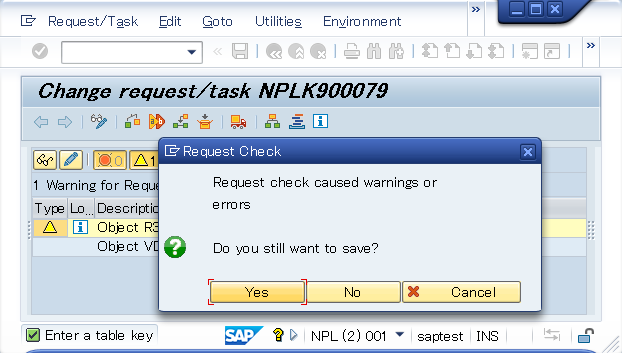 Request/Task Edit Goto Utilities Environment »
« »
Change request/task NPLK900079
0 1
1 Warning for Reque
Type Lo... Descriptio
Object R3
Object VD
Request Check
Request check caused warnings or
errors
Do you still want to save?
Yes No Cancel
Enter a table key SAP NPL (2) 001 saptest INS